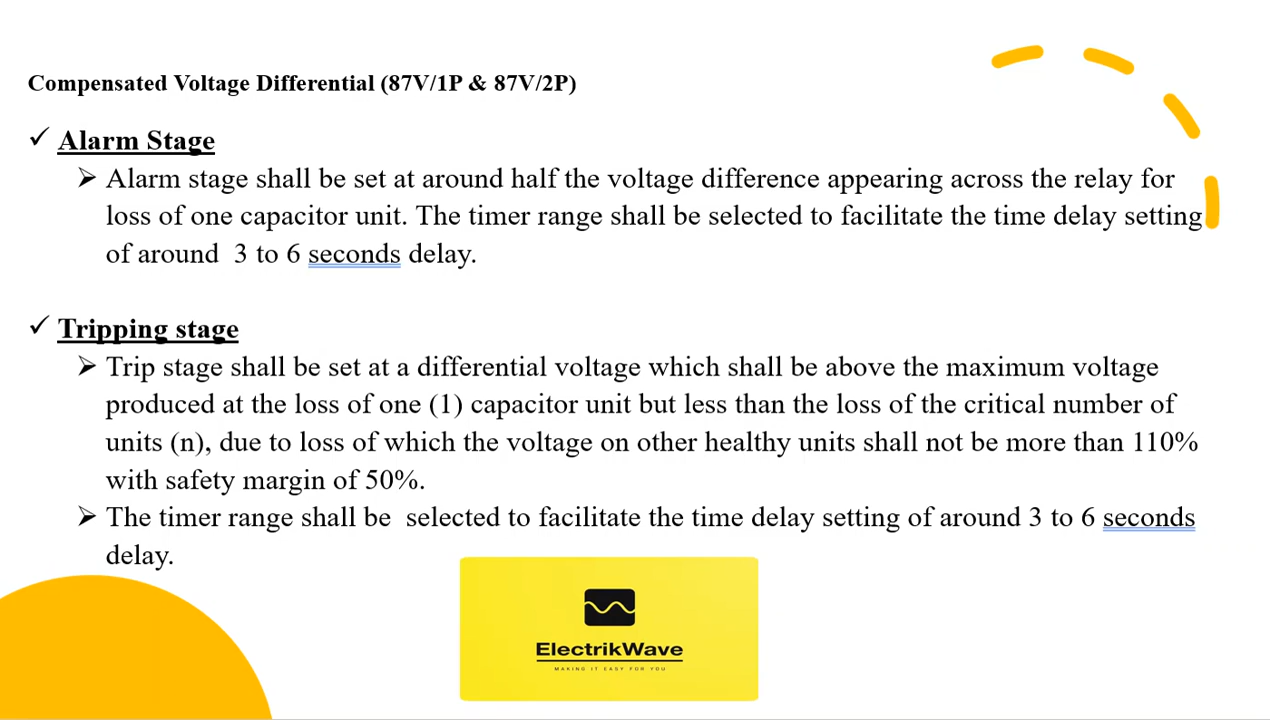 Compensated Voltage Differential (87V/1P & 87V/2P)
✓ Alarm Stage
➢ Alarm stage shall be set at around half the voltage difference appearing across the relay for
loss of one capacitor unit. The timer range shall be selected to facilitate the time delay setting
of around  3 to 6 seconds delay.
✓ Tripping stage
➢ Trip stage shall be set at a differential voltage which shall be above the maximum voltage
produced at the loss of one (1) capacitor unit but less than the loss of the critical number of
units (n), due to loss of which the voltage on other healthy units shall not be more than 110%
with safety margin of 50%.
➢ The timer range shall be  selected to facilitate the time delay setting of around 3 to 6 seconds
delay.
ElectrikWave
MAKING IT EASY FOR YOU